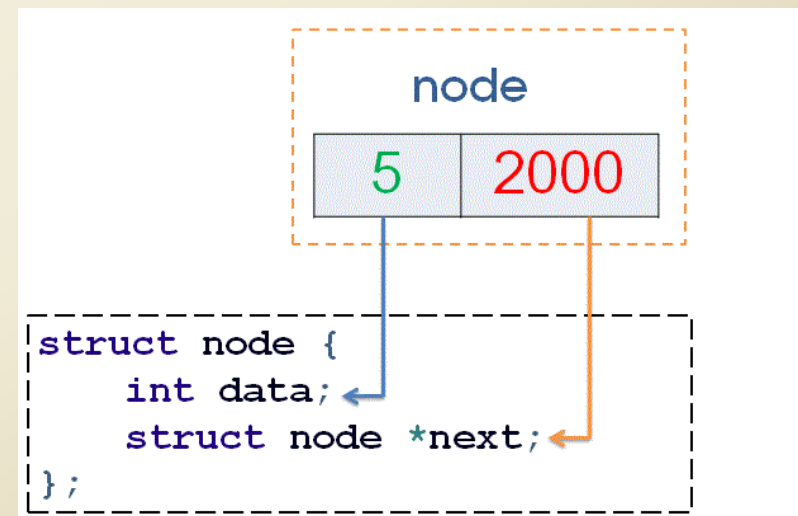 node
5 2000
struct node {
    int data;
    struct node *next;
};